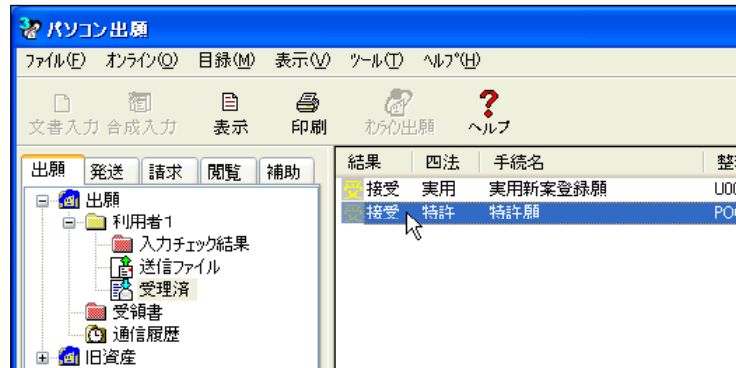 パソコン出願
ファイル(F) オンライン(O) 目録(M) 表示(V) ツール(T) ヘルプ(H)
文書入力 合成入力 表示 印刷 オンライン出願 ヘルプ
出願 発送 請求 閲覧 補助
出願
利用者1
入力チェック結果
送信ファイル
受理済
受領書
通信履歴
旧資産
結果 四法 手続名
受 接受 実用 実用新案登録願 U00
受 接受 特許 特許願